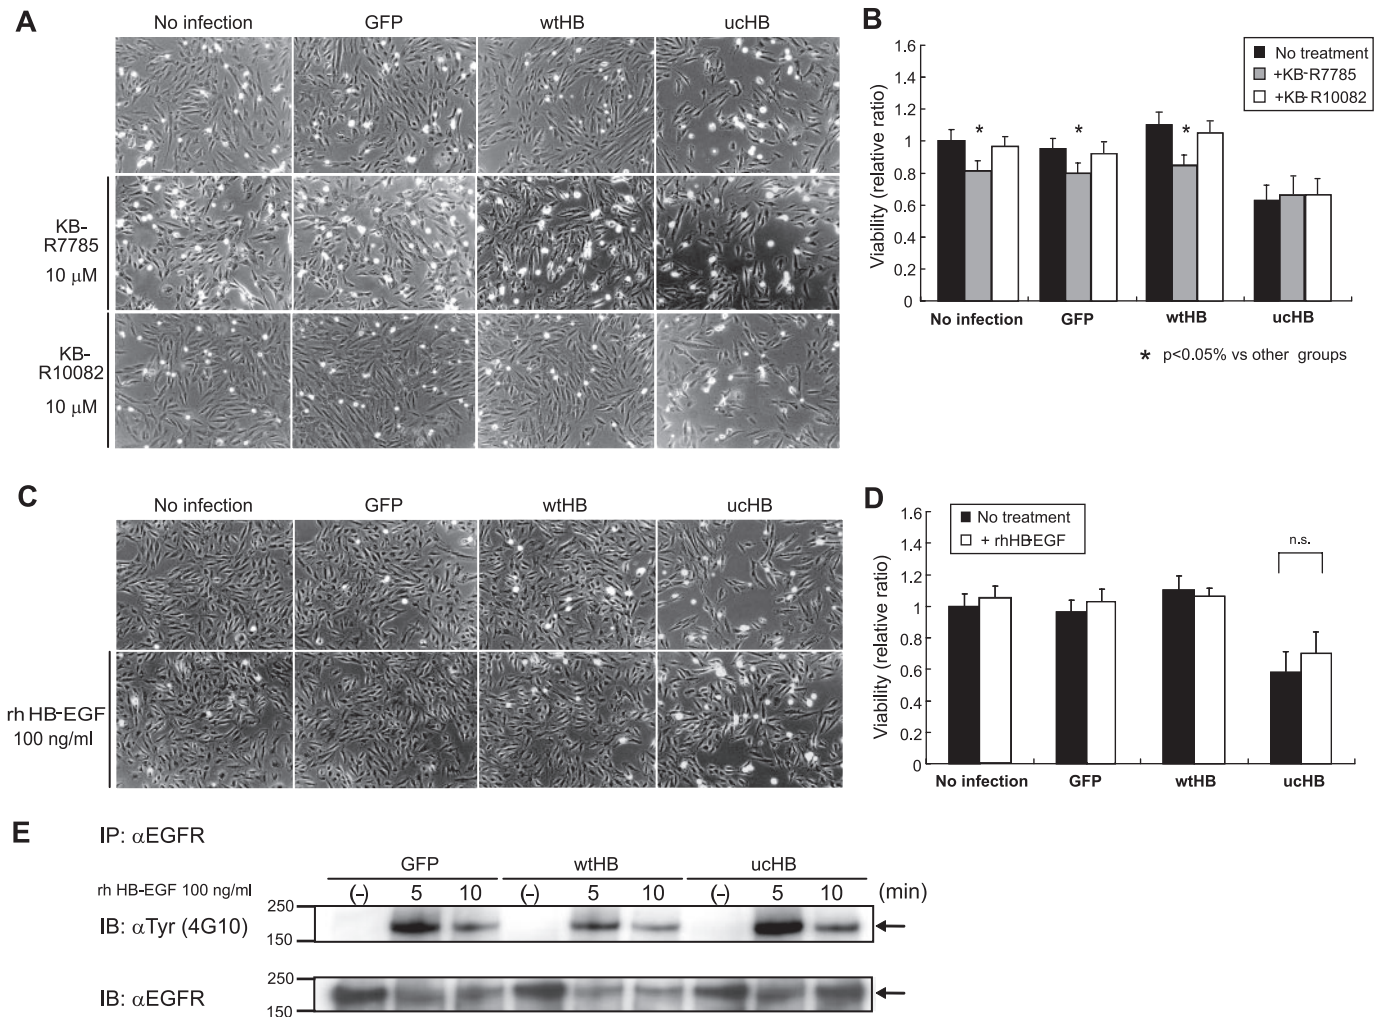 A
No infection GFP wtHB ucHB
KB-
R7785
10 μM
KB-
R10082
10 μM
B
1.6
1.4
1.2
1
0.8
0.6
0.4
0.2
0
Viability (relative ratio)
No treatment
+KB-R7785
+KB-R10082
* * *
No infection GFP wtHB ucHB
* p<0.05% vs other groups
C
No infection GFP wtHB ucHB
rh HB-EGF
100 ng/ml
D
1.6
1.4
1.2
1
0.8
0.6
0.4
0.2
0
Viability (relative ratio)
No treatment
+ rhHB-EGF
n.s.
No infection GFP wtHB ucHB
E
IP: αEGFR
GFP wtHB ucHB
rh HB-EGF 100 ng/ml (-) 5 10 (-) 5 10 (-) 5 10 (min)
250
IB: αTyr (4G10)
150
250
IB: αEGFR
150